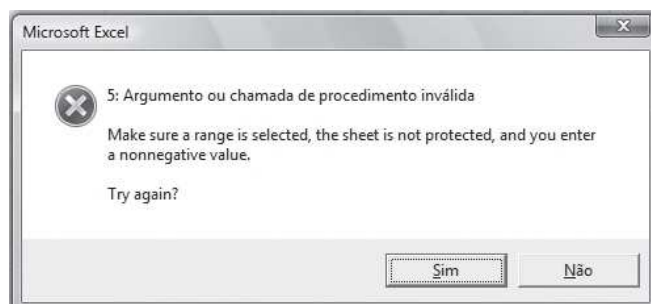 Microsoft Excel
5: Argumento ou chamada de procedimento inválida
Make sure a range is selected, the sheet is not protected, and you enter
a nonnegative value.
Try again?
Sim
Não